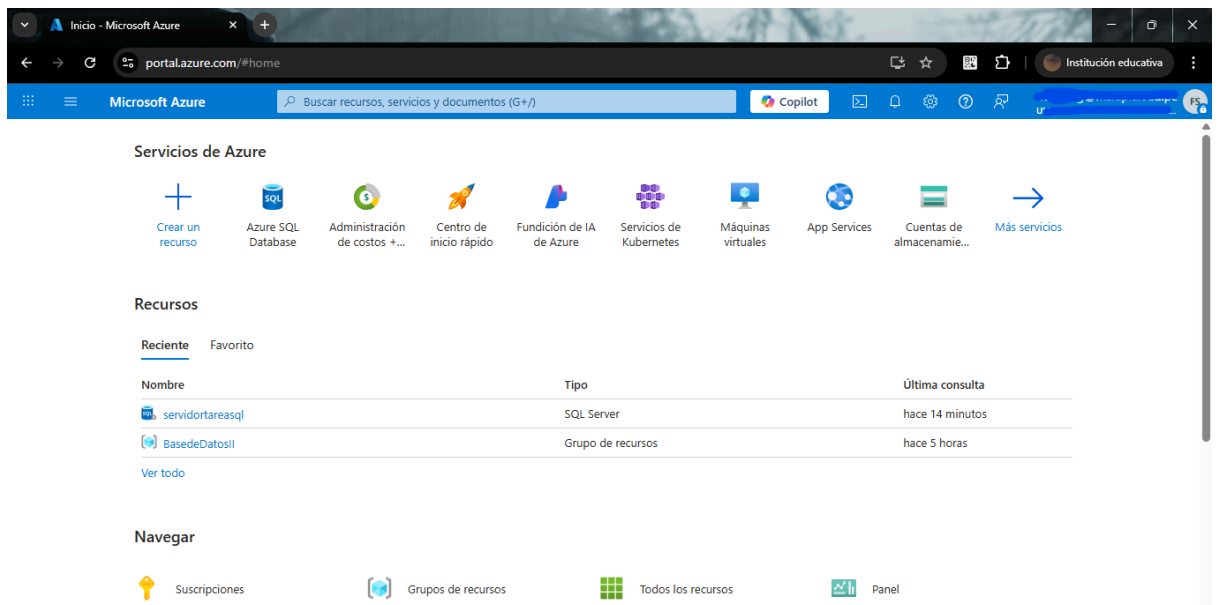 Inicio - Microsoft Azure
portal.azure.com/#home
Institución educativa
Microsoft Azure
Buscar recursos, servicios y documentos (G+/)
Copilot
FS
Servicios de Azure
Crear un
recurso
SQL
Azure SQL
Database
Administración
de costos +...
Centro de
inicio rápido
Fundición de IA
de Azure
Servicios de
Kubernetes
Máquinas
virtuales
App Services
Cuentas de
almacenamie...
Más servicios
Recursos
Reciente Favorito
Nombre Tipo Última consulta
servidortareasql SQL Server hace 14 minutos
BasedeDatosII Grupo de recursos hace 5 horas
Ver todo
Navegar
Suscripciones Grupos de recursos Todos los recursos Panel